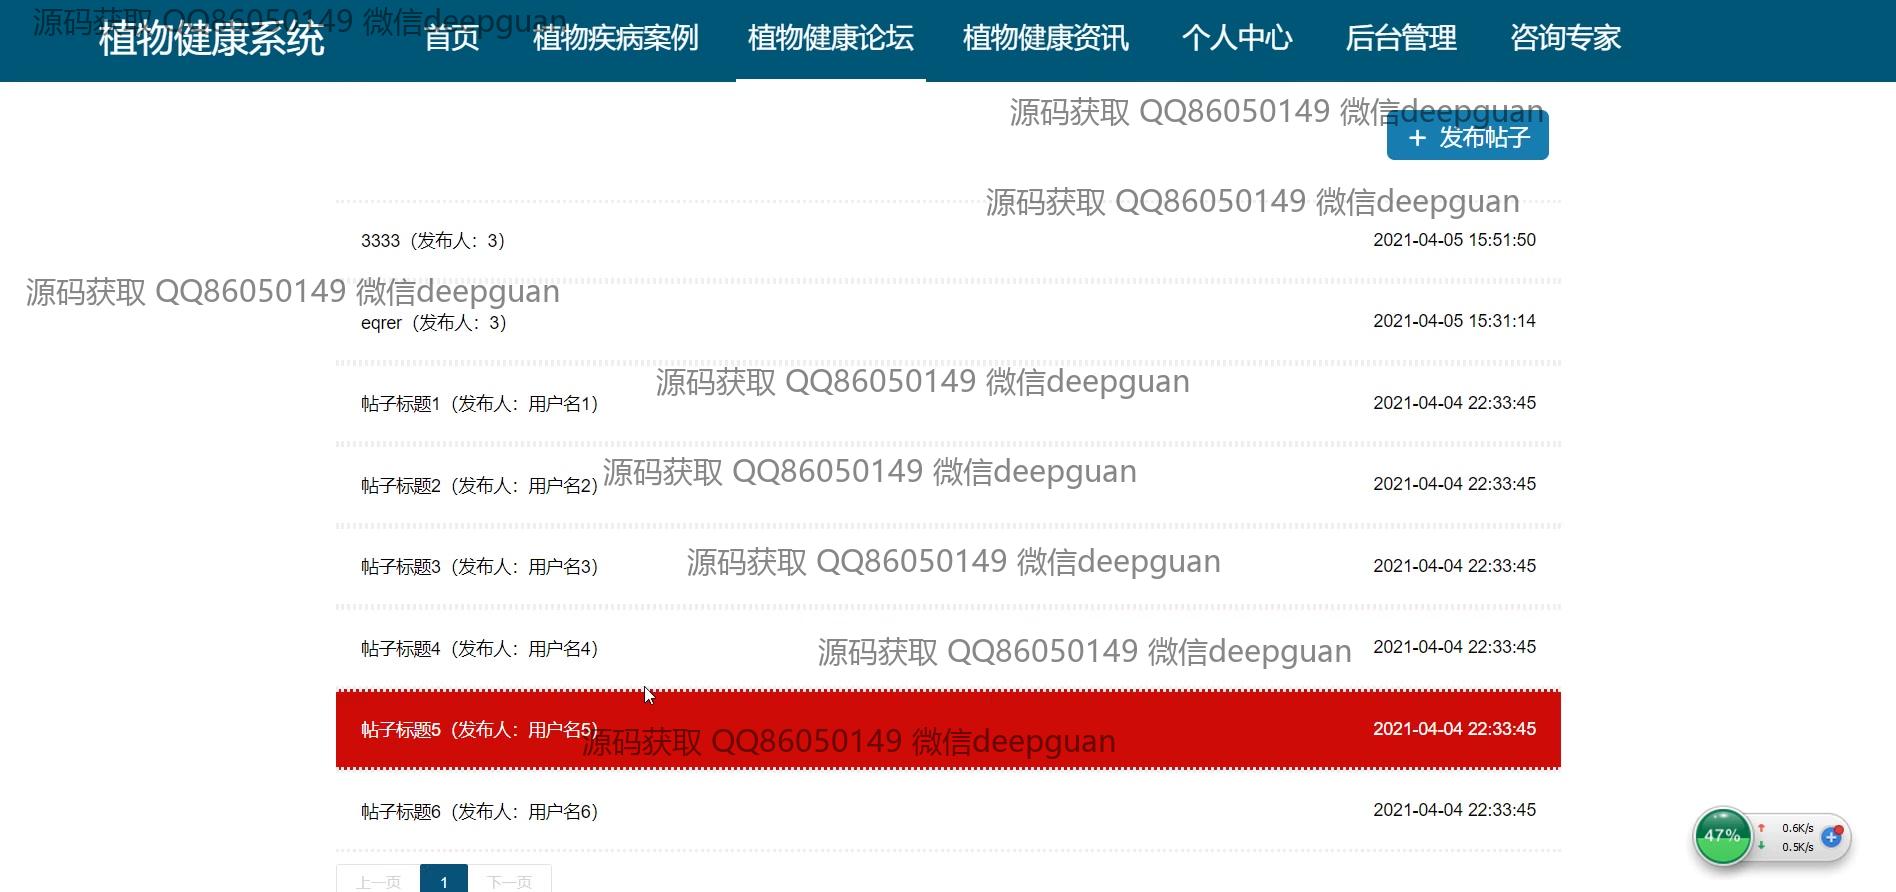 源码获取 QQ86050149 微信deepguan
植物健康系统 首页 植物疾病案例 植物健康论坛 植物健康资讯 个人中心 后台管理 咨询专家
源码获取 QQ86050149 微信deepguan
+ 发布帖子
源码获取 QQ86050149 微信deepguan
3333（发布人：3） 2021-04-05 15:51:50
源码获取 QQ86050149 微信deepguan
eqrer（发布人：3） 2021-04-05 15:31:14
源码获取 QQ86050149 微信deepguan
帖子标题1（发布人：用户名1） 2021-04-04 22:33:45
源码获取 QQ86050149 微信deepguan
帖子标题2（发布人：用户名2） 2021-04-04 22:33:45
源码获取 QQ86050149 微信deepguan
帖子标题3（发布人：用户名3） 2021-04-04 22:33:45
帖子标题4（发布人：用户名4） 2021-04-04 22:33:45
源码获取 QQ86050149 微信deepguan
帖子标题5（发布人：用户名5） 2021-04-04 22:33:45
源码获取 QQ86050149 微信deepguan
帖子标题6（发布人：用户名6） 2021-04-04 22:33:45
47% 0.6K/s
0.5K/s
上一页 1 下一页